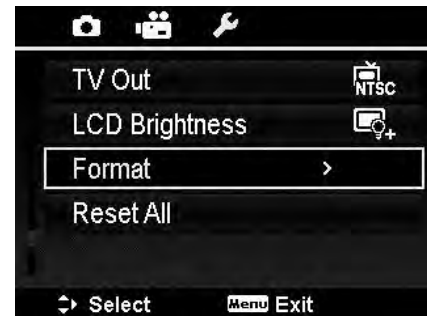 TV Out NTSC
LCD Brightness
Format >
Reset All
Select Menu Exit